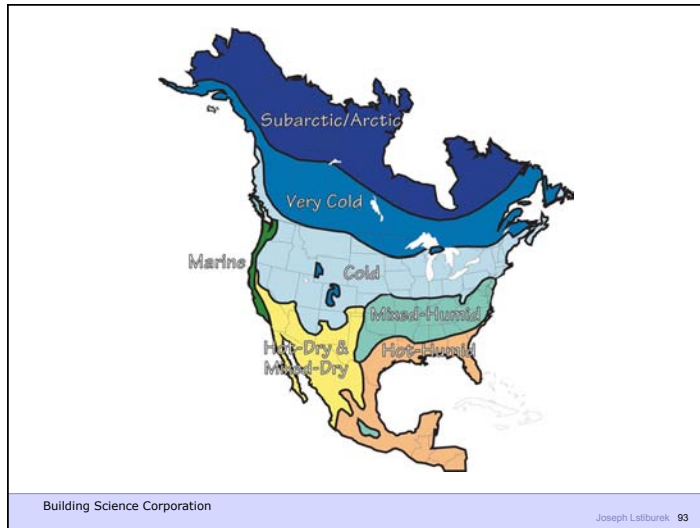 Subarctic/Arctic
Very Cold
Marine
Cold
Mixed-Humid
Hot-Dry &
Mixed-Dry
Hot-Humid
Building Science Corporation
Joseph Lstiburek 93